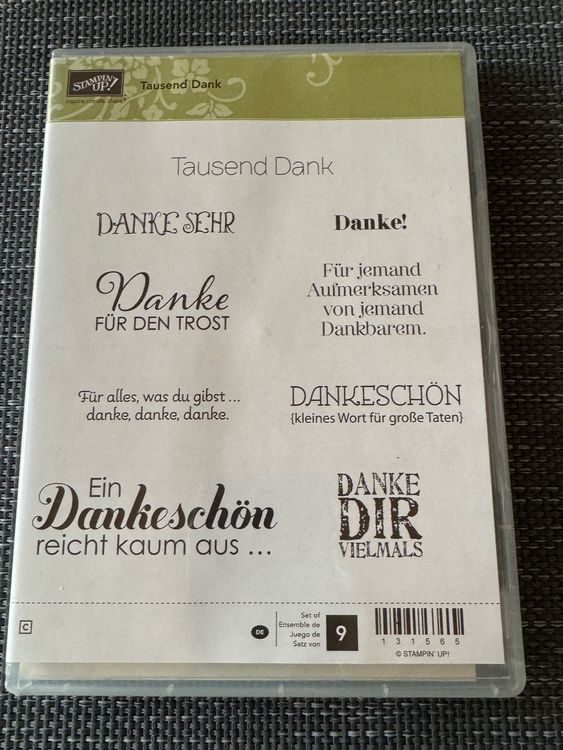 STAMPIN' UP!
inspire.create.share
Tausend Dank
Tausend Dank
DANKE SEHR
Danke!
Danke
FÜR DEN TROST
Für jemand
Aufmerksamen
von jemand
Dankbarem.
Für alles, was du gibst ...
danke, danke, danke.
DANKESCHÖN
{kleines Wort für große Taten}
Ein
Dankeschön
reicht kaum aus ...
DANKE
DIR
VIELMALS
C
DE
Set of
Ensemble de
Juego de
Satz von
9
131565
© STAMPIN' UP!